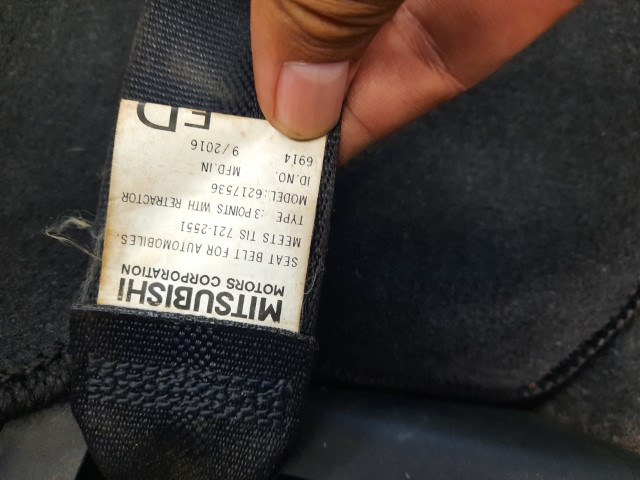 MITSUBISHI
MOTORS CORPORATION
SEAT BELT FOR AUTOMOBILES.
MEETS TIS 721-2551
TYPE :3 POINTS WITH RETRACTOR
MODEL:6217536
ID.NO. MFD.IN
6914 9/2016
ED